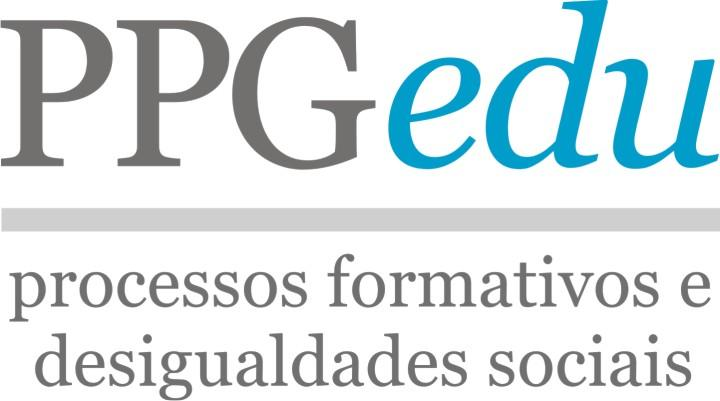 PPGedu
processos formativos e
desigualdades sociais